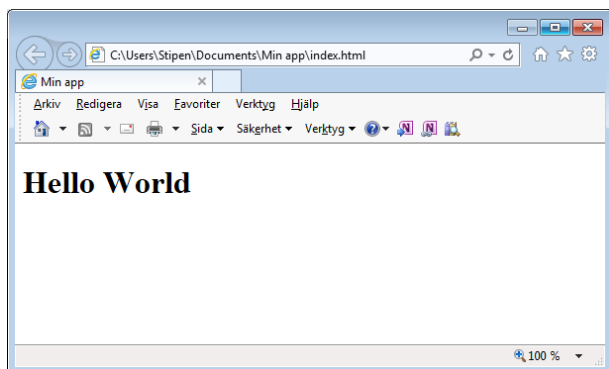 C:\Users\Stipen\Documents\Min app\index.html
Min app
Arkiv Redigera Visa Favoriter Verktyg Hjälp
Sida Säkerhet Verktyg
Hello World
100 %